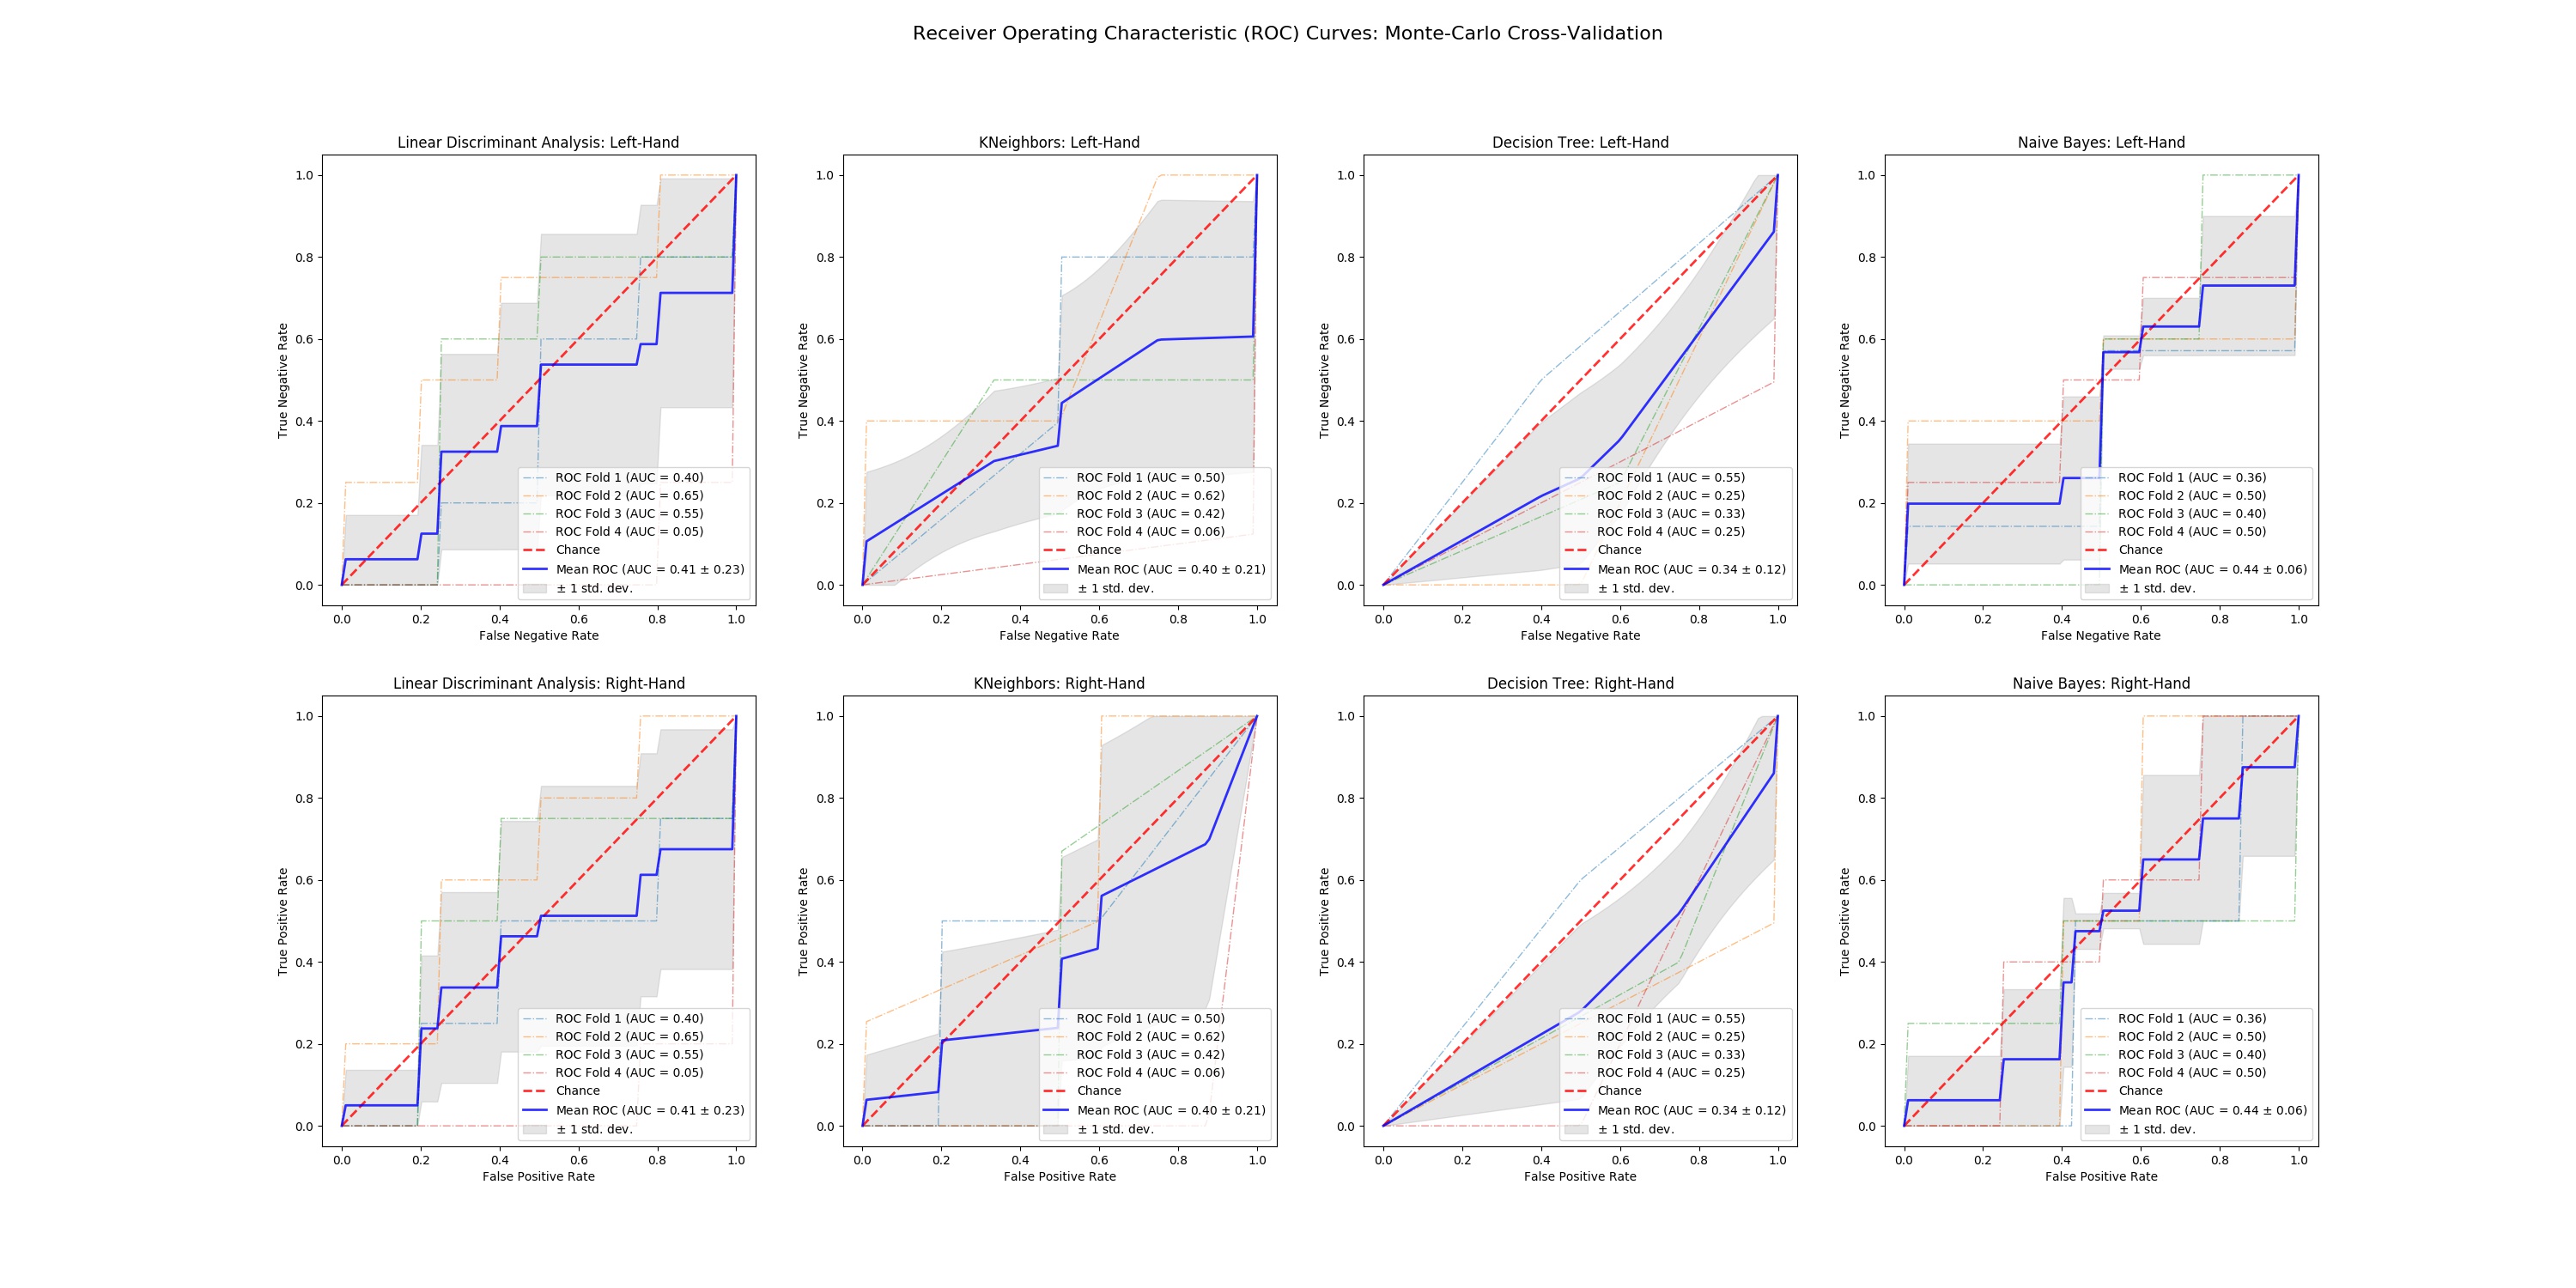 Receiver Operating Characteristic (ROC) Curves: Monte-Carlo Cross-Validation
Linear Discriminant Analysis: Left-Hand
True Negative Rate
1.0
0.8
0.6
0.4
0.2
0.0
ROC Fold 1 (AUC = 0.40)
ROC Fold 2 (AUC = 0.65)
ROC Fold 3 (AUC = 0.55)
ROC Fold 4 (AUC = 0.05)
Chance
Mean ROC (AUC = 0.41 ± 0.23)
± 1 std. dev.
0.0 0.2 0.4 0.6 0.8 1.0
False Negative Rate
KNeighbors: Left-Hand
True Negative Rate
1.0
0.8
0.6
0.4
0.2
0.0
ROC Fold 1 (AUC = 0.50)
ROC Fold 2 (AUC = 0.62)
ROC Fold 3 (AUC = 0.42)
ROC Fold 4 (AUC = 0.06)
Chance
Mean ROC (AUC = 0.40 ± 0.21)
± 1 std. dev.
0.0 0.2 0.4 0.6 0.8 1.0
False Negative Rate
Decision Tree: Left-Hand
True Negative Rate
1.0
0.8
0.6
0.4
0.2
0.0
ROC Fold 1 (AUC = 0.55)
ROC Fold 2 (AUC = 0.25)
ROC Fold 3 (AUC = 0.33)
ROC Fold 4 (AUC = 0.25)
Chance
Mean ROC (AUC = 0.34 ± 0.12)
± 1 std. dev.
0.0 0.2 0.4 0.6 0.8 1.0
False Negative Rate
Naive Bayes: Left-Hand
True Negative Rate
1.0
0.8
0.6
0.4
0.2
0.0
ROC Fold 1 (AUC = 0.36)
ROC Fold 2 (AUC = 0.50)
ROC Fold 3 (AUC = 0.40)
ROC Fold 4 (AUC = 0.50)
Chance
Mean ROC (AUC = 0.44 ± 0.06)
± 1 std. dev.
0.0 0.2 0.4 0.6 0.8 1.0
False Negative Rate
Linear Discriminant Analysis: Right-Hand
True Positive Rate
1.0
0.8
0.6
0.4
0.2
0.0
ROC Fold 1 (AUC = 0.40)
ROC Fold 2 (AUC = 0.65)
ROC Fold 3 (AUC = 0.55)
ROC Fold 4 (AUC = 0.05)
Chance
Mean ROC (AUC = 0.41 ± 0.23)
± 1 std. dev.
0.0 0.2 0.4 0.6 0.8 1.0
False Positive Rate
KNeighbors: Right-Hand
True Positive Rate
1.0
0.8
0.6
0.4
0.2
0.0
ROC Fold 1 (AUC = 0.50)
ROC Fold 2 (AUC = 0.62)
ROC Fold 3 (AUC = 0.42)
ROC Fold 4 (AUC = 0.06)
Chance
Mean ROC (AUC = 0.40 ± 0.21)
± 1 std. dev.
0.0 0.2 0.4 0.6 0.8 1.0
False Positive Rate
Decision Tree: Right-Hand
True Positive Rate
1.0
0.8
0.6
0.4
0.2
0.0
ROC Fold 1 (AUC = 0.55)
ROC Fold 2 (AUC = 0.25)
ROC Fold 3 (AUC = 0.33)
ROC Fold 4 (AUC = 0.25)
Chance
Mean ROC (AUC = 0.34 ± 0.12)
± 1 std. dev.
0.0 0.2 0.4 0.6 0.8 1.0
False Positive Rate
Naive Bayes: Right-Hand
True Positive Rate
1.0
0.8
0.6
0.4
0.2
0.0
ROC Fold 1 (AUC = 0.36)
ROC Fold 2 (AUC = 0.50)
ROC Fold 3 (AUC = 0.40)
ROC Fold 4 (AUC = 0.50)
Chance
Mean ROC (AUC = 0.44 ± 0.06)
± 1 std. dev.
0.0 0.2 0.4 0.6 0.8 1.0
False Positive Rate